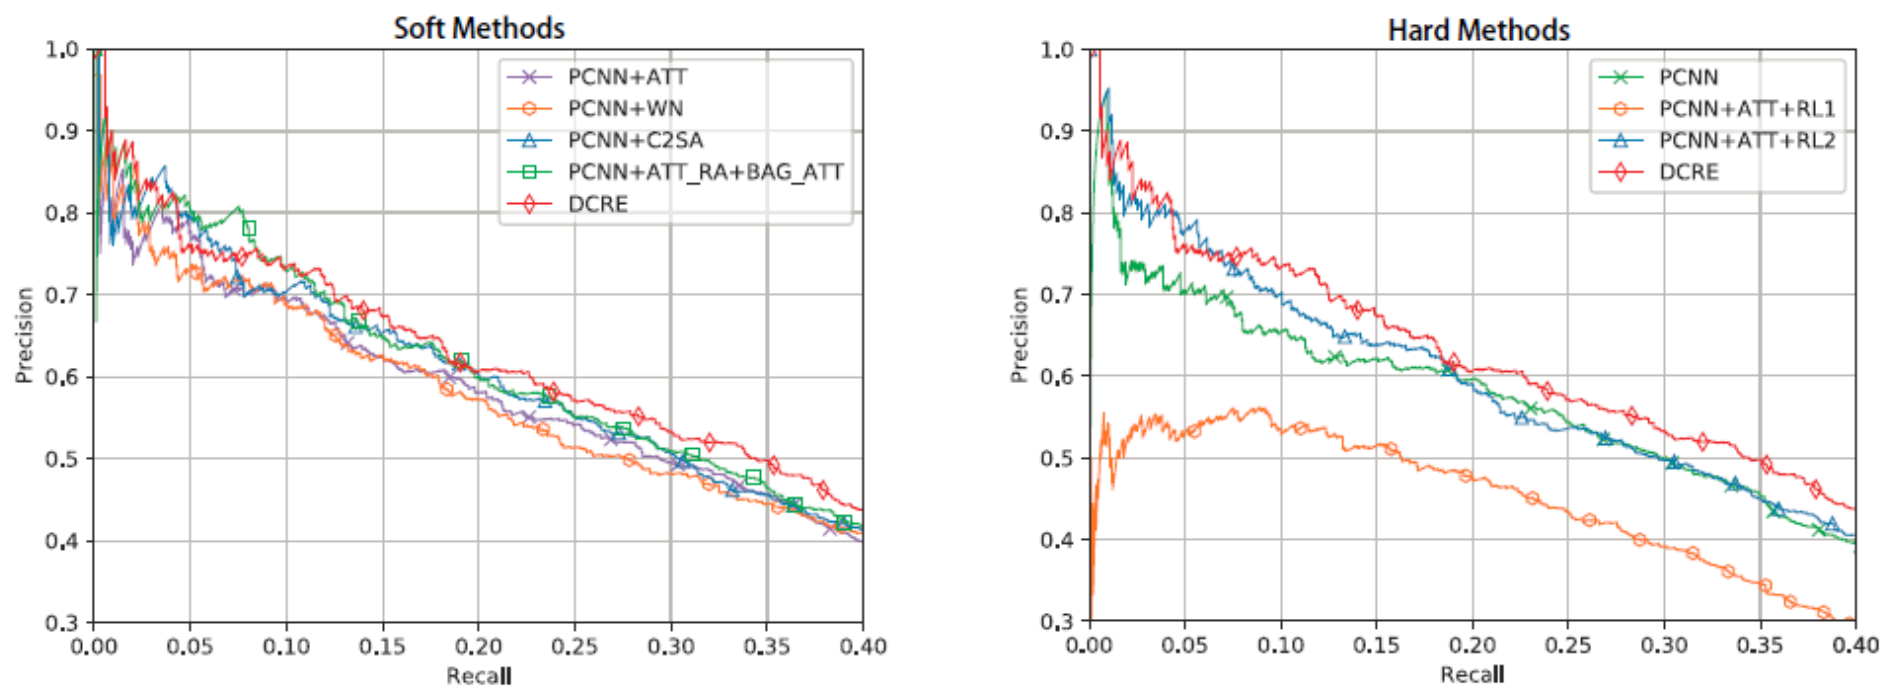 Soft Methods
1.0
0.9
0.8
0.7
0.6
0.5
0.4
0.3
Precision
PCNN+ATT
PCNN+WN
PCNN+C2SA
PCNN+ATT_RA+BAG_ATT
DCRE
0.00 0.05 0.10 0.15 0.20 0.25 0.30 0.35 0.40
Recall
Hard Methods
1.0
0.9
0.8
0.7
0.6
0.5
0.4
0.3
Precision
PCNN
PCNN+ATT+RL1
PCNN+ATT+RL2
DCRE
0.00 0.05 0.10 0.15 0.20 0.25 0.30 0.35 0.40
Recall